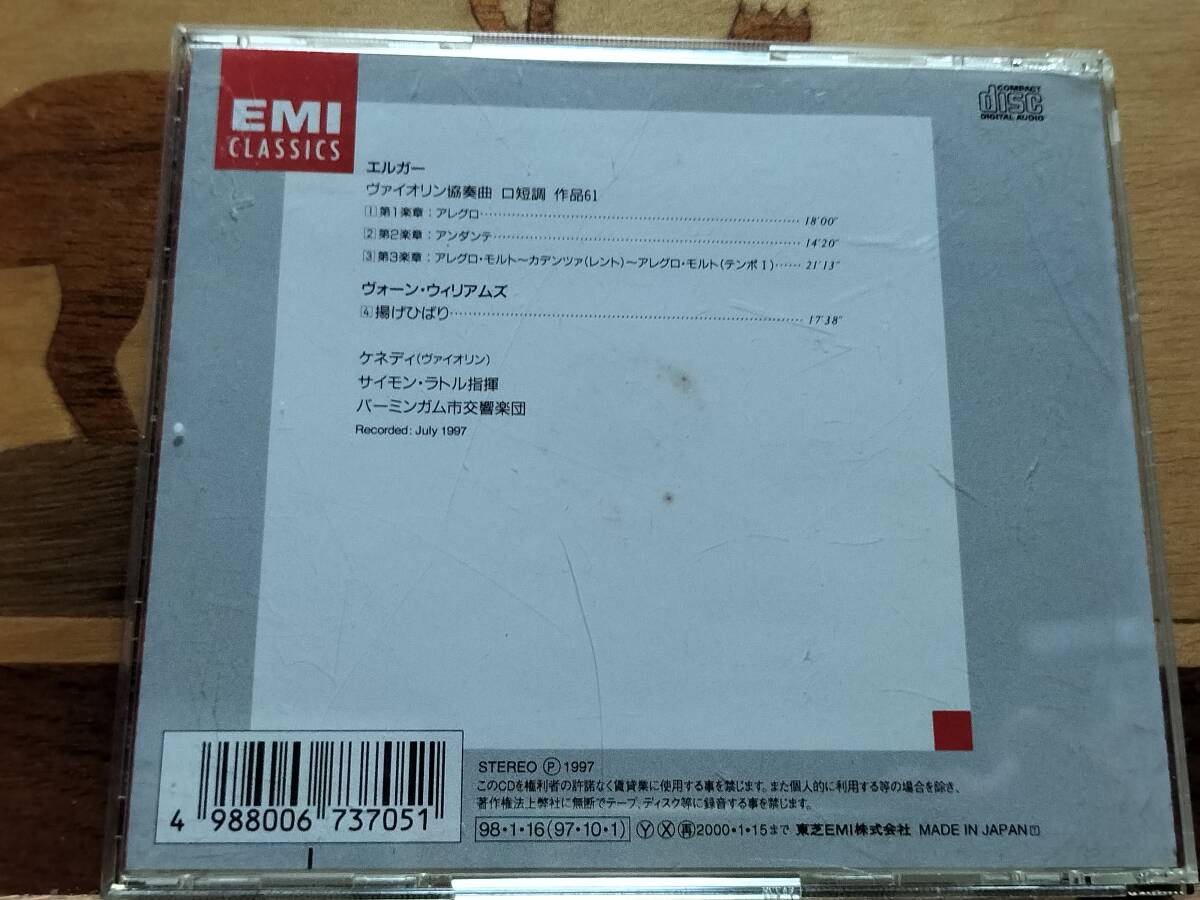 EMI
CLASSICS
COMPACT
disc
DIGITAL AUDIO
エルガー
ヴァイオリン協奏曲 ロ短調 作品61
1 第1楽章：アレグロ………………………………………………………… 18'00"
2 第2楽章：アンダンテ……………………………………………………… 14'20"
3 第3楽章：アレグロ・モルト〜カデンツァ（レント）〜アレグロ・モルト（テンポⅠ）…… 21'13"
ヴォーン・ウィリアムズ
4 揚げひばり…………………………………………………………………… 17'38"
ケネディ（ヴァイオリン）
サイモン・ラトル指揮
バーミンガム市交響楽団
Recorded: July 1997
STEREO Ⓟ 1997
このCDを権利者の許諾なく賃貸業に使用する事を禁じます。また個人的に利用する等の場合を除き、
著作権法上弊社に無断でテープ、ディスク等に録音する事を禁じます。
98・1・16(97・10・1) Ⓨ Ⓧ ㊢2000・1・15まで 東芝EMI株式会社 MADE IN JAPAN T
4 988006 737051